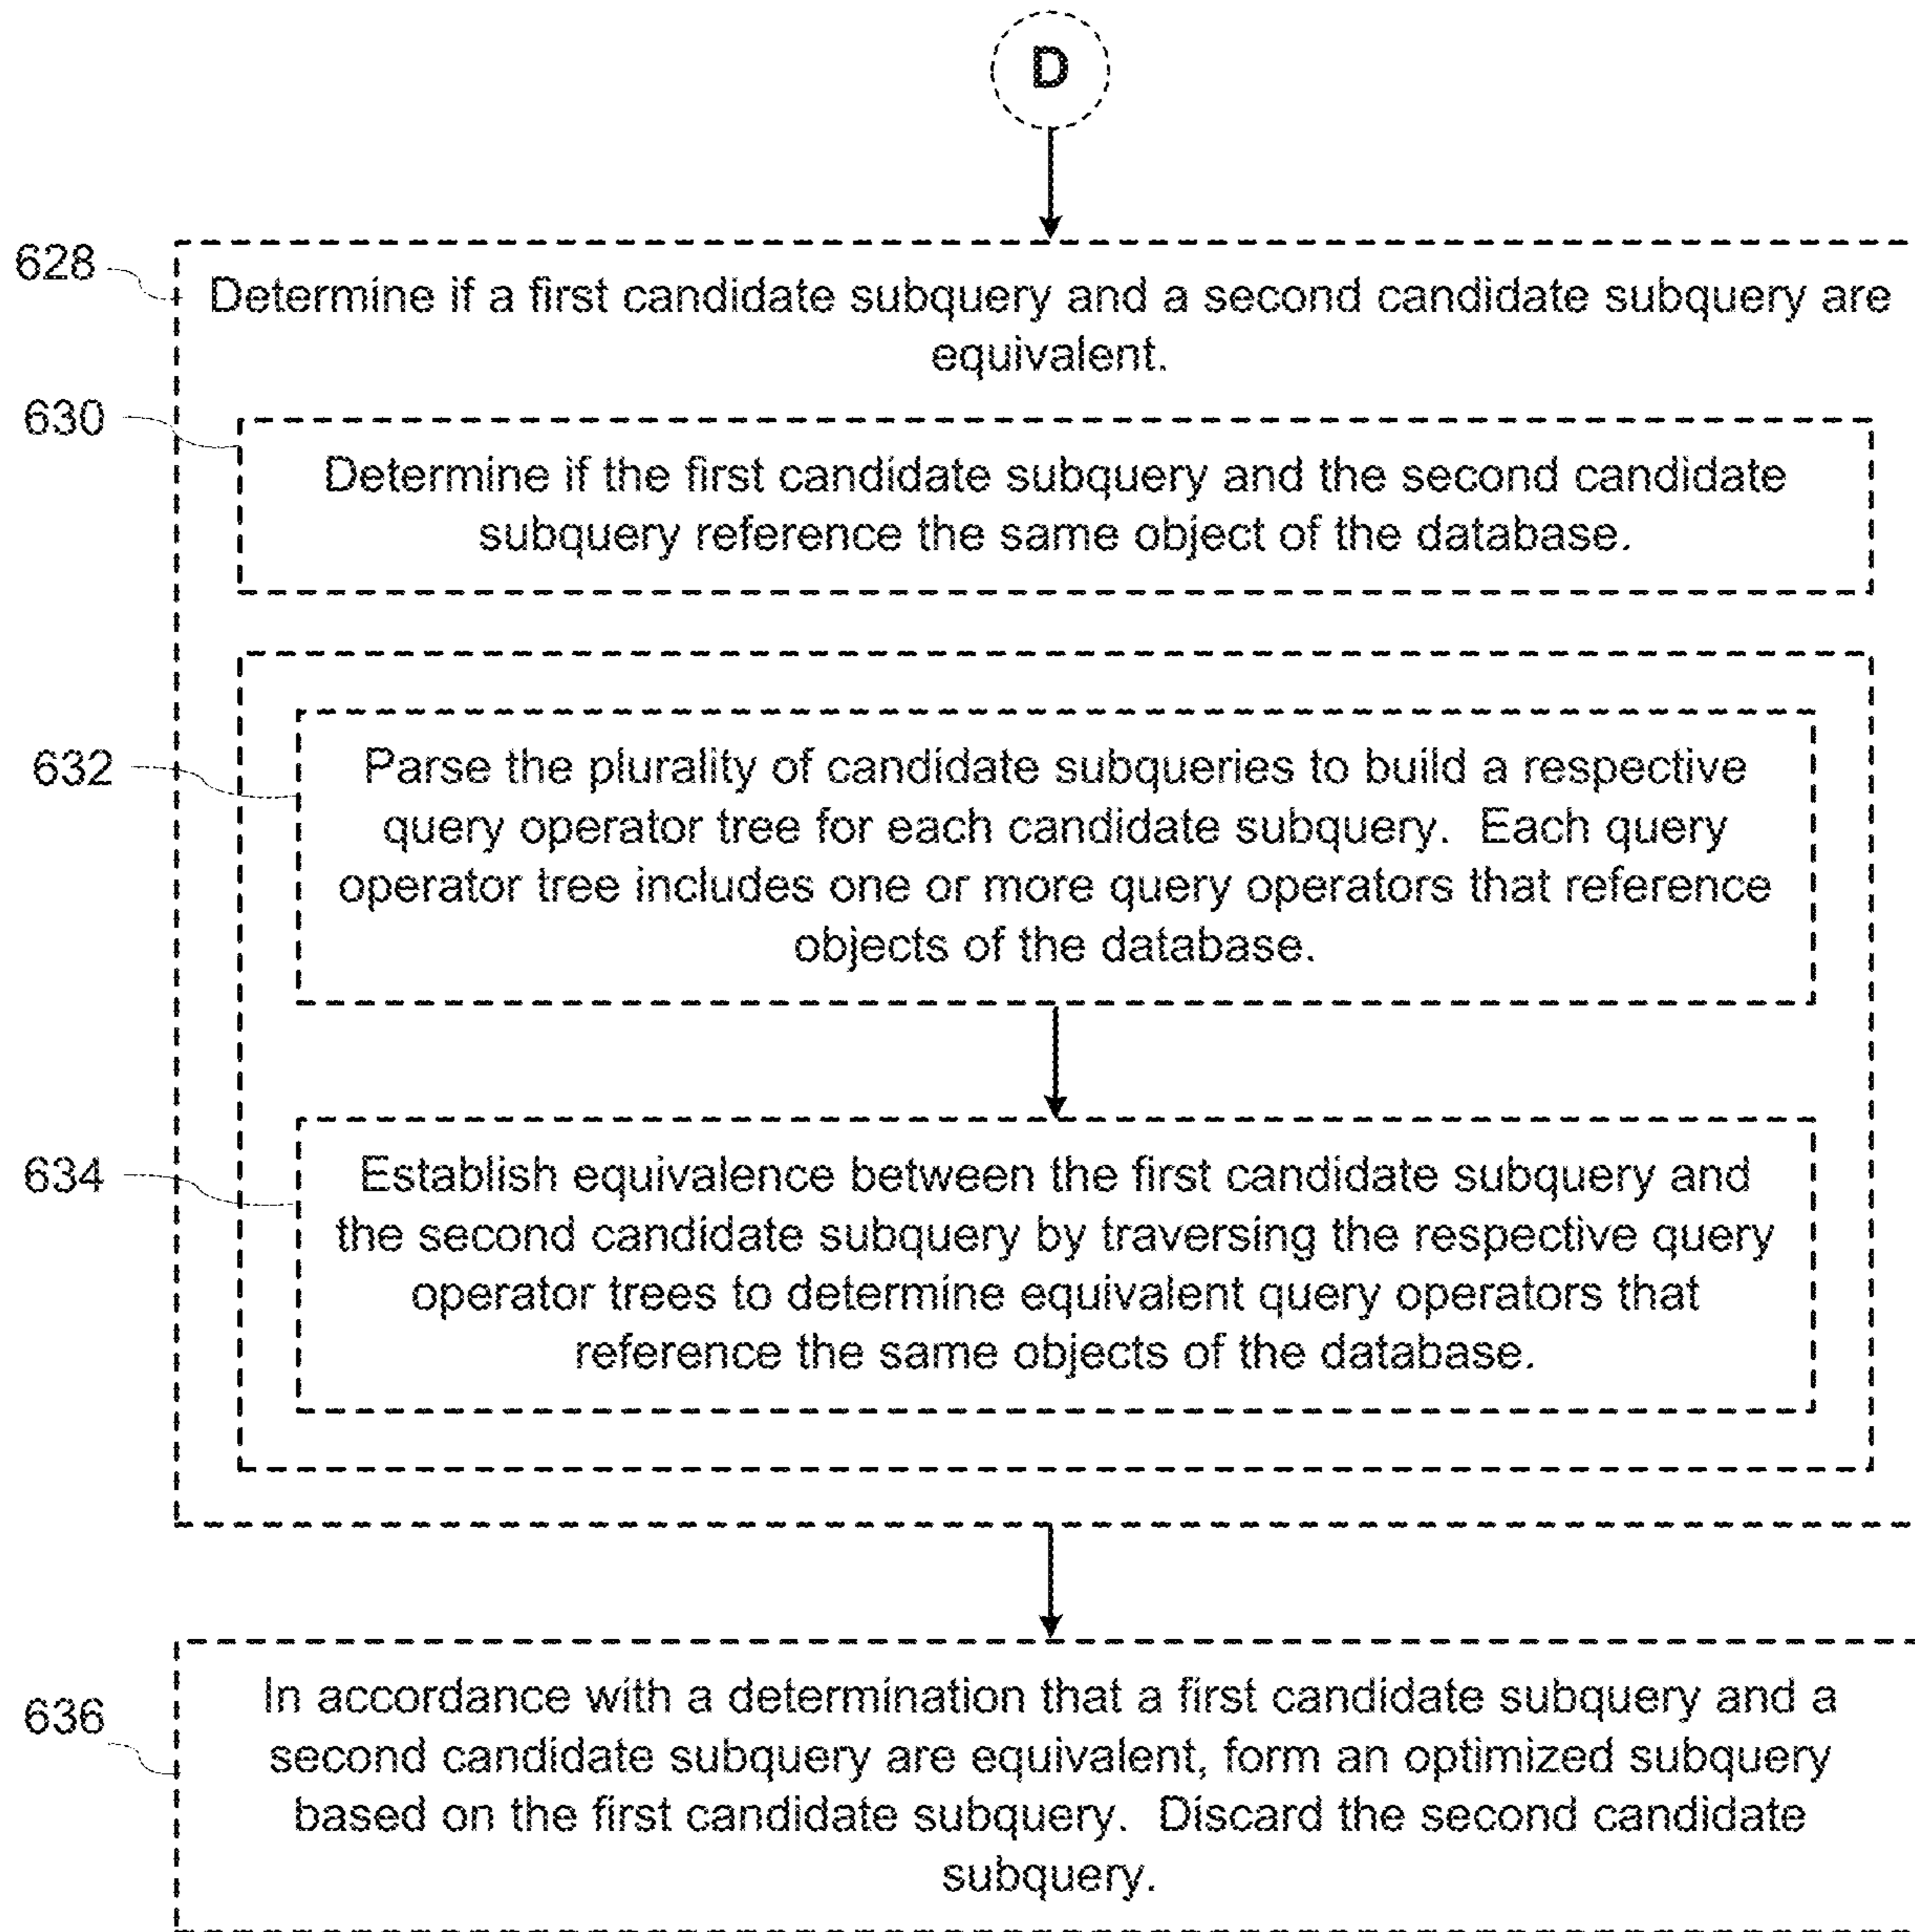 D
628
Determine if a first candidate subquery and a second candidate subquery are
equivalent.
630
Determine if the first candidate subquery and the second candidate
subquery reference the same object of the database.
632
Parse the plurality of candidate subqueries to build a respective
query operator tree for each candidate subquery. Each query
operator tree includes one or more query operators that reference
objects of the database.
634
Establish equivalence between the first candidate subquery and
the second candidate subquery by traversing the respective query
operator trees to determine equivalent query operators that
reference the same objects of the database.
636
In accordance with a determination that a first candidate subquery and a
second candidate subquery are equivalent, form an optimized subquery
based on the first candidate subquery. Discard the second candidate
subquery.